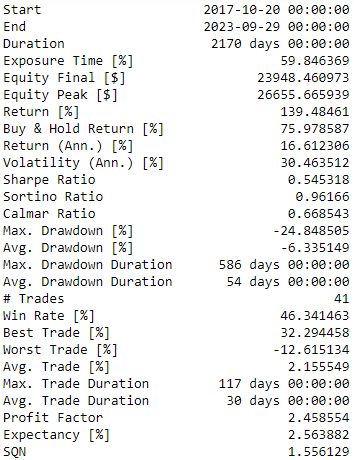 Start 2017-10-20 00:00:00
End 2023-09-29 00:00:00
Duration 2170 days 00:00:00
Exposure Time [%] 59.846369
Equity Final [$] 23948.460973
Equity Peak [$] 26655.665939
Return [%] 139.48461
Buy & Hold Return [%] 75.978587
Return (Ann.) [%] 16.612306
Volatility (Ann.) [%] 30.463512
Sharpe Ratio 0.545318
Sortino Ratio 0.96166
Calmar Ratio 0.668543
Max. Drawdown [%] -24.848505
Avg. Drawdown [%] -6.335149
Max. Drawdown Duration 586 days 00:00:00
Avg. Drawdown Duration 54 days 00:00:00
# Trades 41
Win Rate [%] 46.341463
Best Trade [%] 32.294458
Worst Trade [%] -12.615134
Avg. Trade [%] 2.155549
Max. Trade Duration 117 days 00:00:00
Avg. Trade Duration 30 days 00:00:00
Profit Factor 2.458554
Expectancy [%] 2.563882
SQN 1.556129